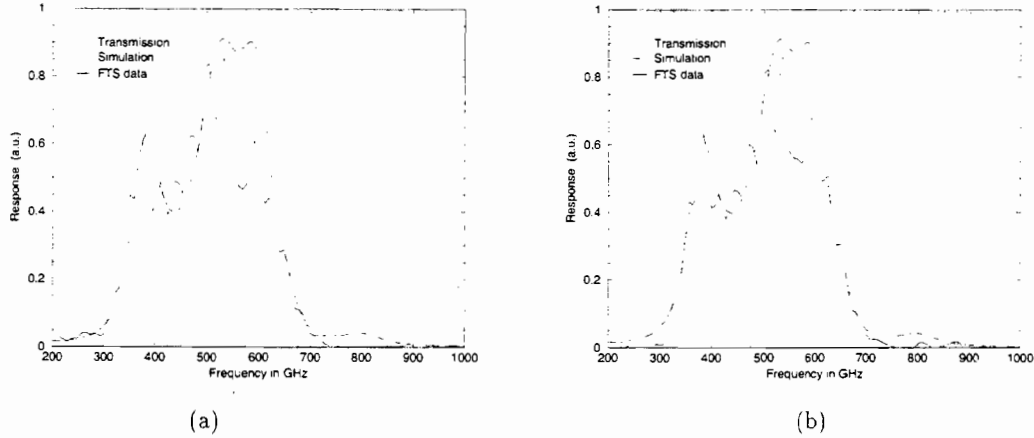 1
0.8
0.6
0.4
0.2
0
Response (a.u.)
Transmission
Simulation
FTS data
200 300 400 500 600 700 800 900 1000
Frequency in GHz
(a)
1
0.8
0.6
0.4
0.2
0
Response (a.u.)
Transmission
Simulation
FTS data
200 300 400 500 600 700 800 900 1000
Frequency in GHz
(b)